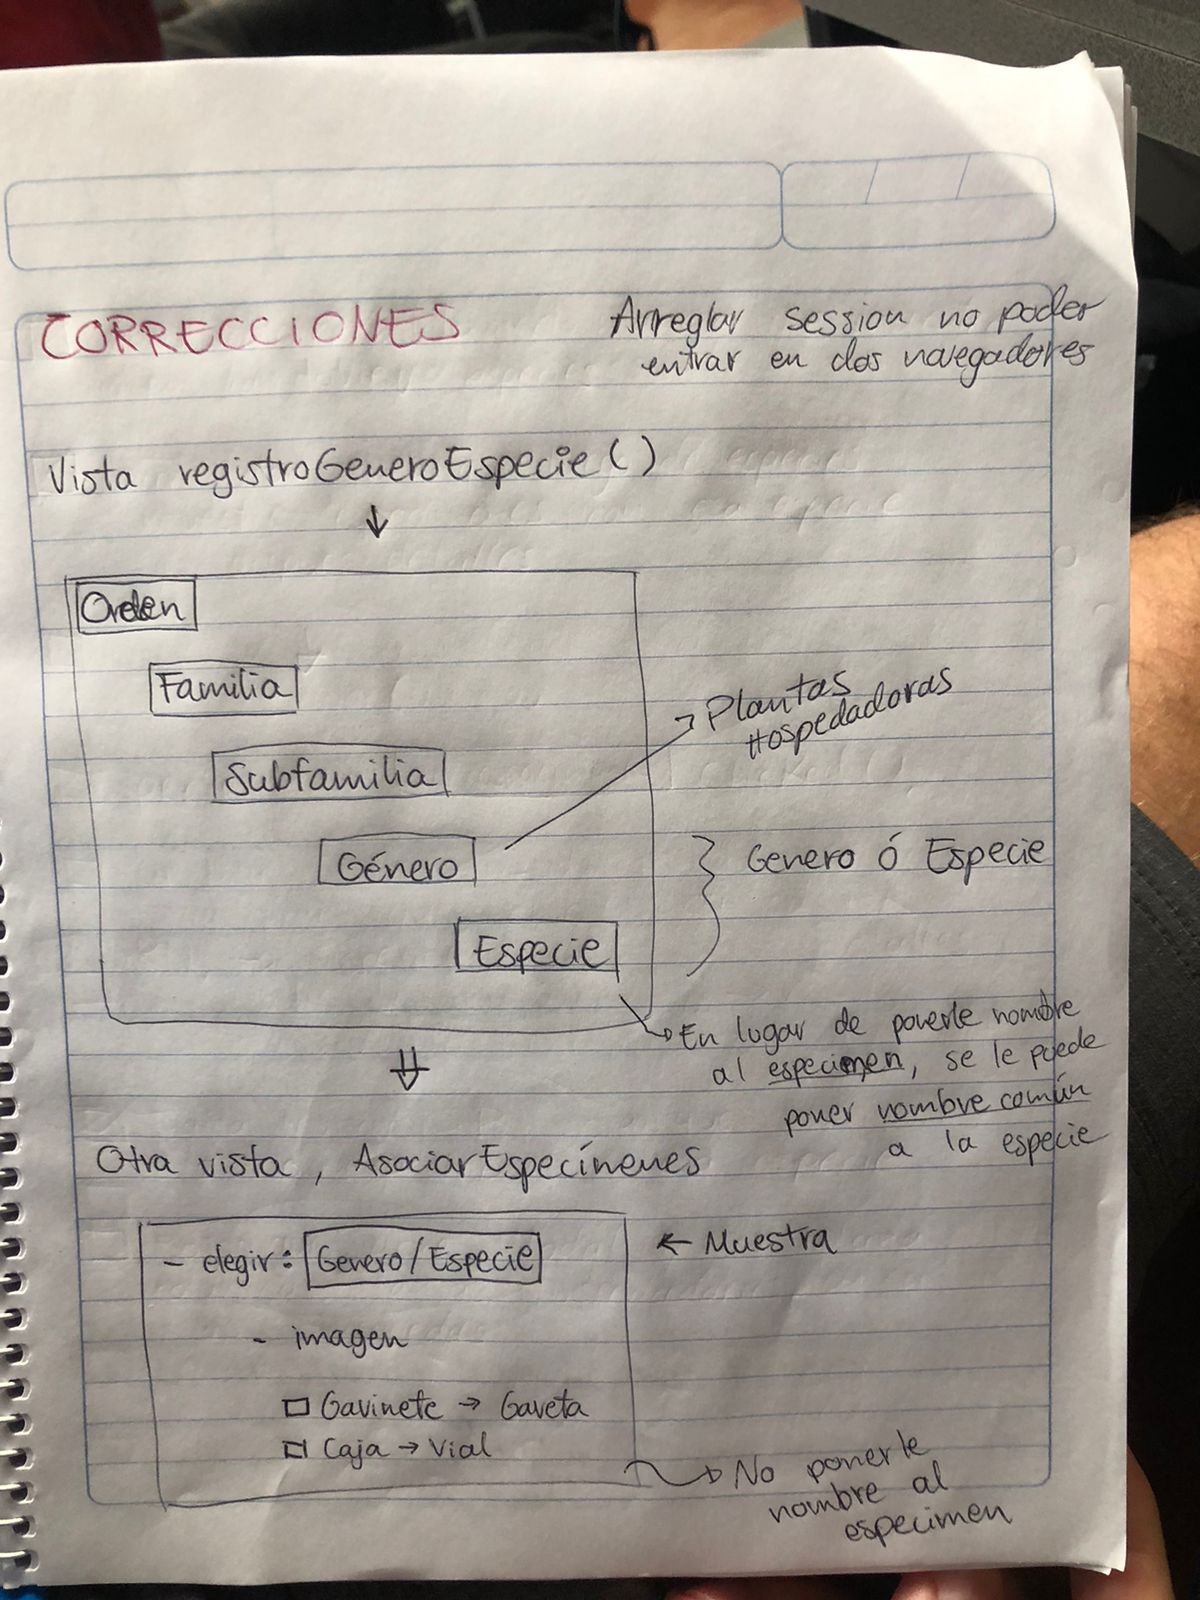 CORRECCIONES
Arreglar session no poder
entrar en dos navegadores
Vista registroGeneroEspecie()
↓
Orden
Familia
Subfamilia
→ Plantas
Hospedadoras
Género
} Genero ó Especie
Especie
→ En lugar de ponerle nombre
al especimen, se le puede
poner nombre común
a la especie
⇓
Otra vista, AsociarEspecínenes
- elegir: Genero/Especie
← Muestra
- imagen
□ Gavinete → Gaveta
□ Caja → Vial
→ No ponerle
nombre al
especimen